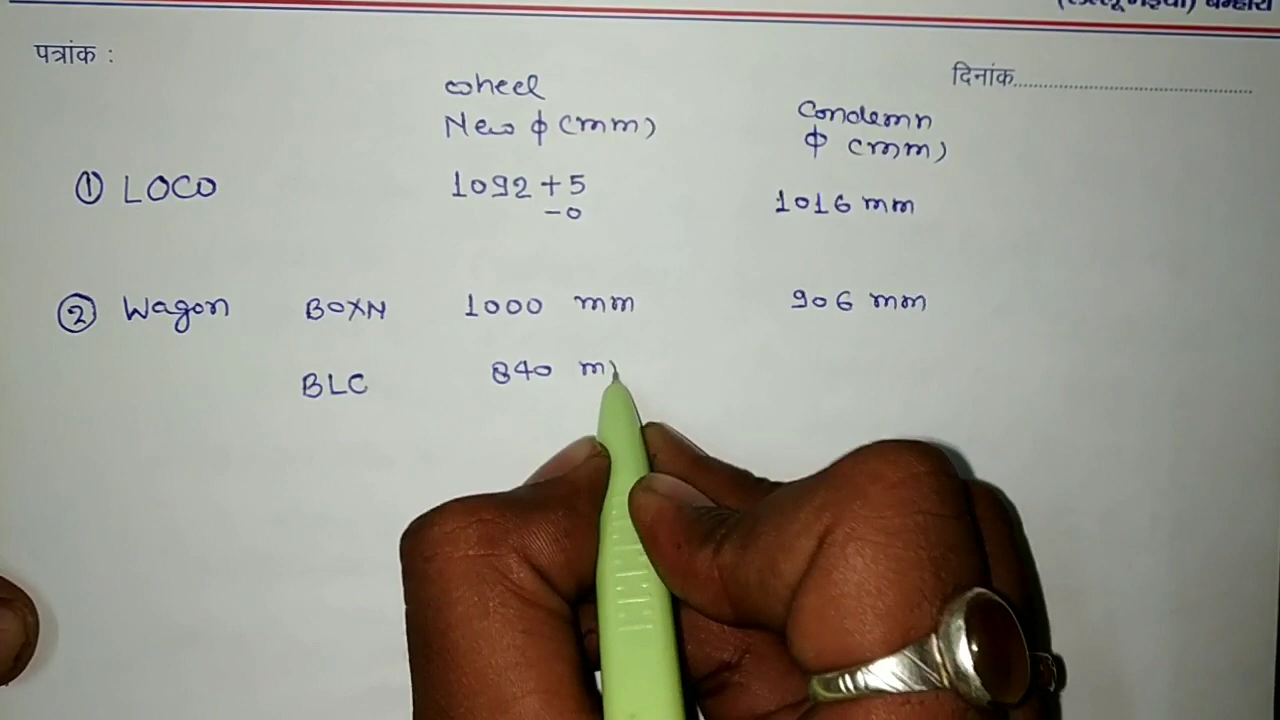 पत्रांक :
दिनांक
wheel
New ϕ (mm)
Condemn
ϕ (mm)
① LOCO 1092 +5
-0
1016 mm
② Wagon BOXN 1000 mm 906 mm
BLC 840 m